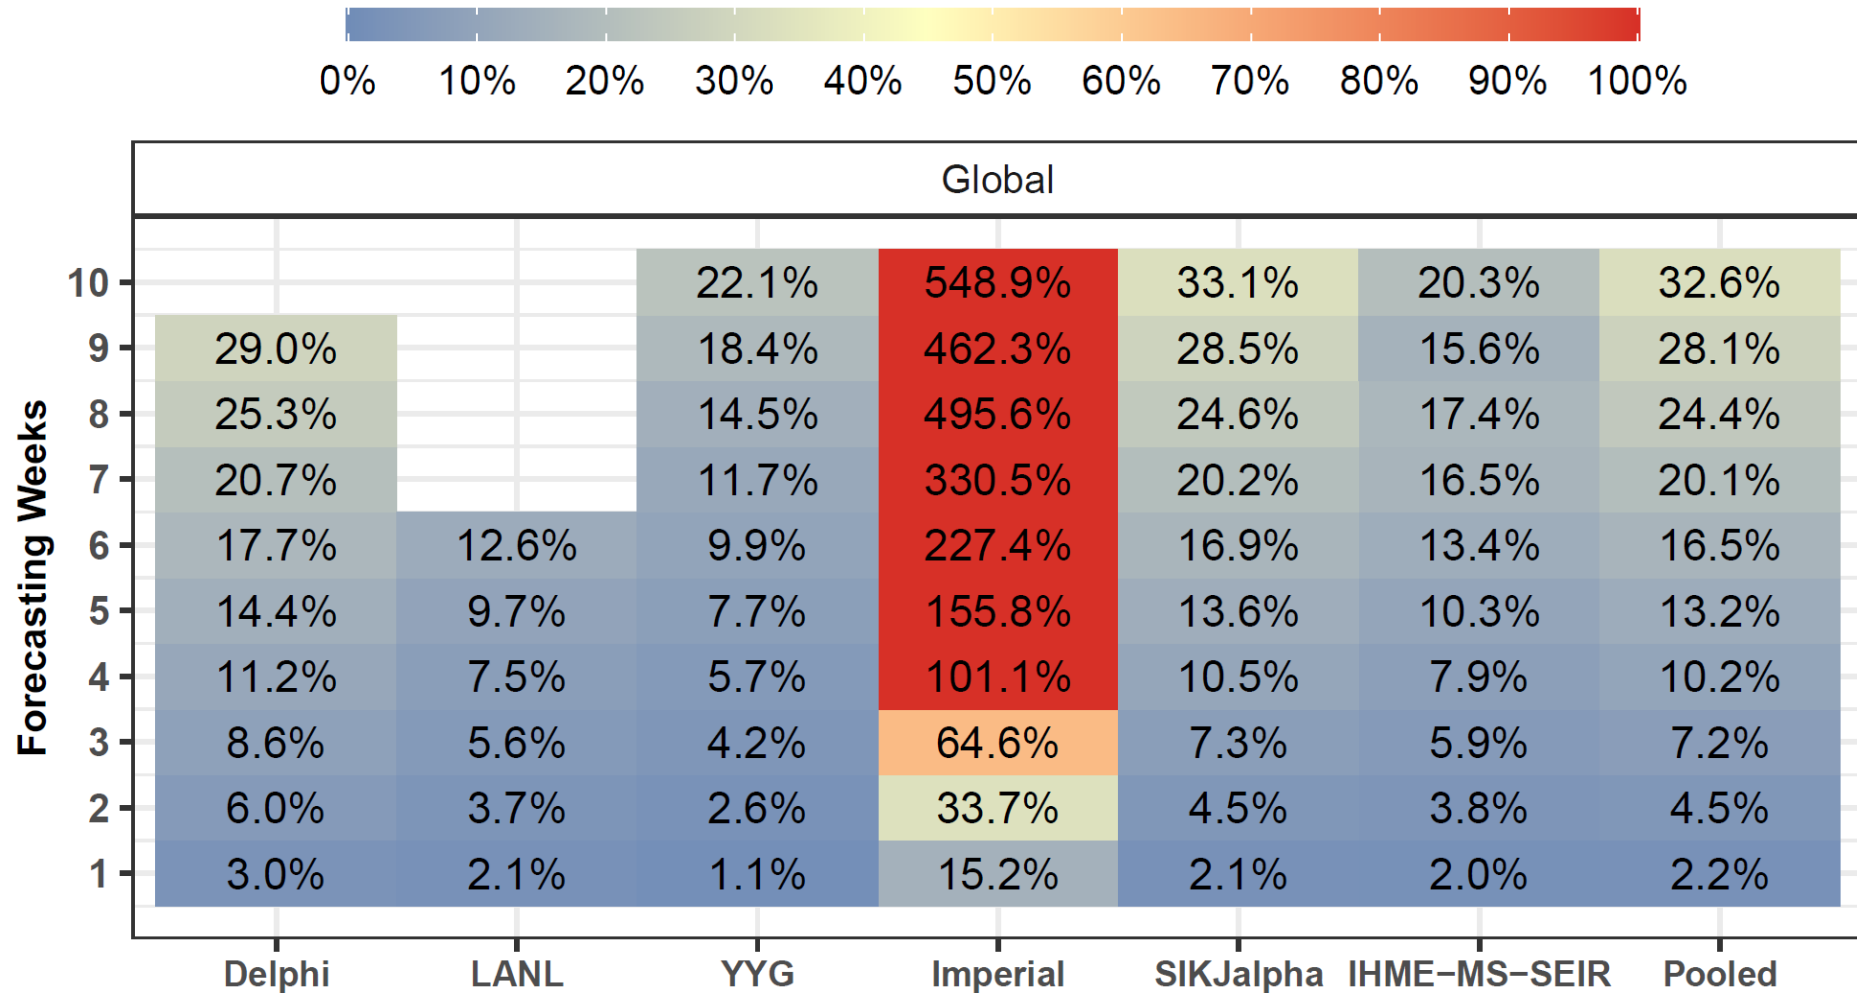 0% 10% 20% 30% 40% 50% 60% 70% 80% 90% 100%
Global
Forecasting Weeks
10 22.1% 548.9% 33.1% 20.3% 32.6%
9 29.0% 18.4% 462.3% 28.5% 15.6% 28.1%
8 25.3% 14.5% 495.6% 24.6% 17.4% 24.4%
7 20.7% 11.7% 330.5% 20.2% 16.5% 20.1%
6 17.7% 12.6% 9.9% 227.4% 16.9% 13.4% 16.5%
5 14.4% 9.7% 7.7% 155.8% 13.6% 10.3% 13.2%
4 11.2% 7.5% 5.7% 101.1% 10.5% 7.9% 10.2%
3 8.6% 5.6% 4.2% 64.6% 7.3% 5.9% 7.2%
2 6.0% 3.7% 2.6% 33.7% 4.5% 3.8% 4.5%
1 3.0% 2.1% 1.1% 15.2% 2.1% 2.0% 2.2%
Delphi LANL YYG Imperial SIKJalpha IHME−MS−SEIR Pooled